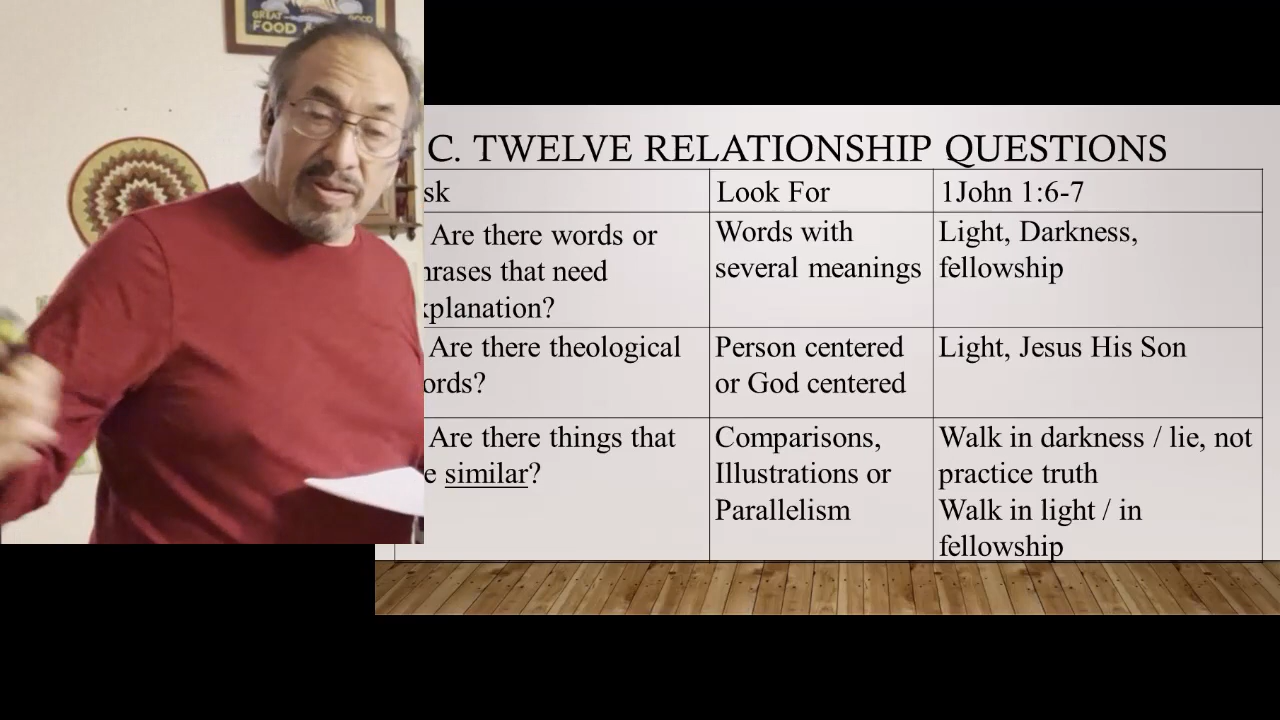 GREAT GOOD
FOOD &
C. TWELVE RELATIONSHIP QUESTIONS
sk
Look For
1John 1:6-7
Are there words or
hrases that need
xplanation?
Words with
several meanings
Light, Darkness,
fellowship
Are there theological
ords?
Person centered
or God centered
Light, Jesus His Son
Are there things that
e similar?
Comparisons,
Illustrations or
Parallelism
Walk in darkness / lie, not
practice truth
Walk in light / in
fellowship